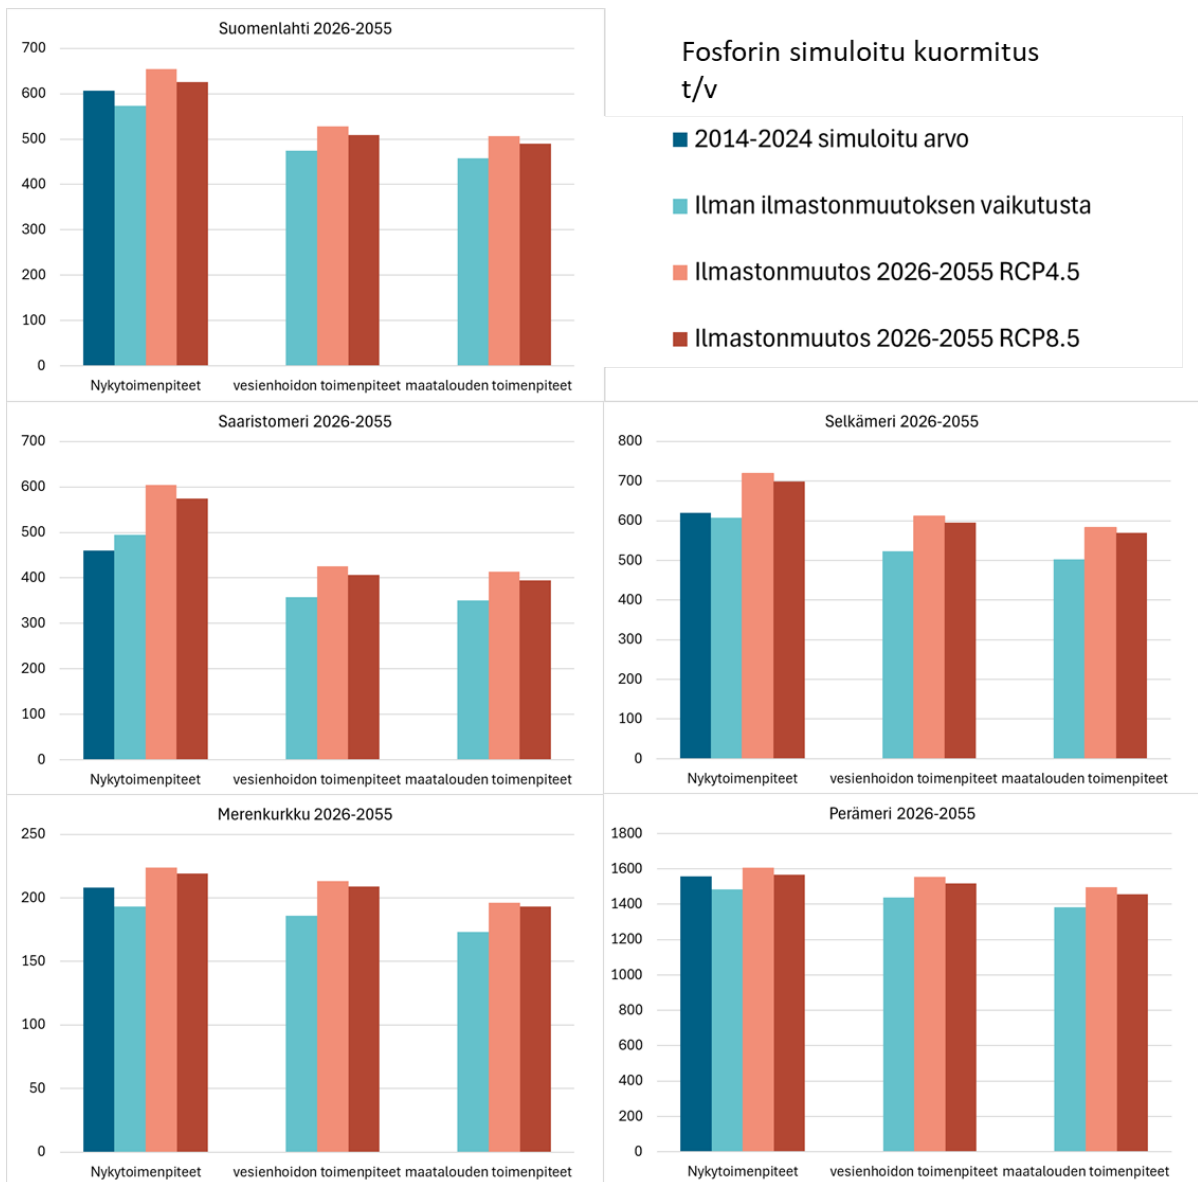 Suomenlahti 2026-2055
700
600
500
400
300
200
100
0
Nykytoimenpiteet vesienhoidon toimenpiteet maatalouden toimenpiteet
Fosforin simuloitu kuormitus
t/v
2014-2024 simuloitu arvo
Ilman ilmastonmuutoksen vaikutusta
Ilmastonmuutos 2026-2055 RCP4.5
Ilmastonmuutos 2026-2055 RCP8.5
Saaristomeri 2026-2055
700
600
500
400
300
200
100
0
Nykytoimenpiteet vesienhoidon toimenpiteet maatalouden toimenpiteet
Selkämeri 2026-2055
800
700
600
500
400
300
200
100
0
Nykytoimenpiteet vesienhoidon toimenpiteet maatalouden toimenpiteet
Merenkurkku 2026-2055
250
200
150
100
50
0
Nykytoimenpiteet vesienhoidon toimenpiteet maatalouden toimenpiteet
Perämeri 2026-2055
1800
1600
1400
1200
1000
800
600
400
200
0
Nykytoimenpiteet vesienhoidon toimenpiteet maatalouden toimenpiteet